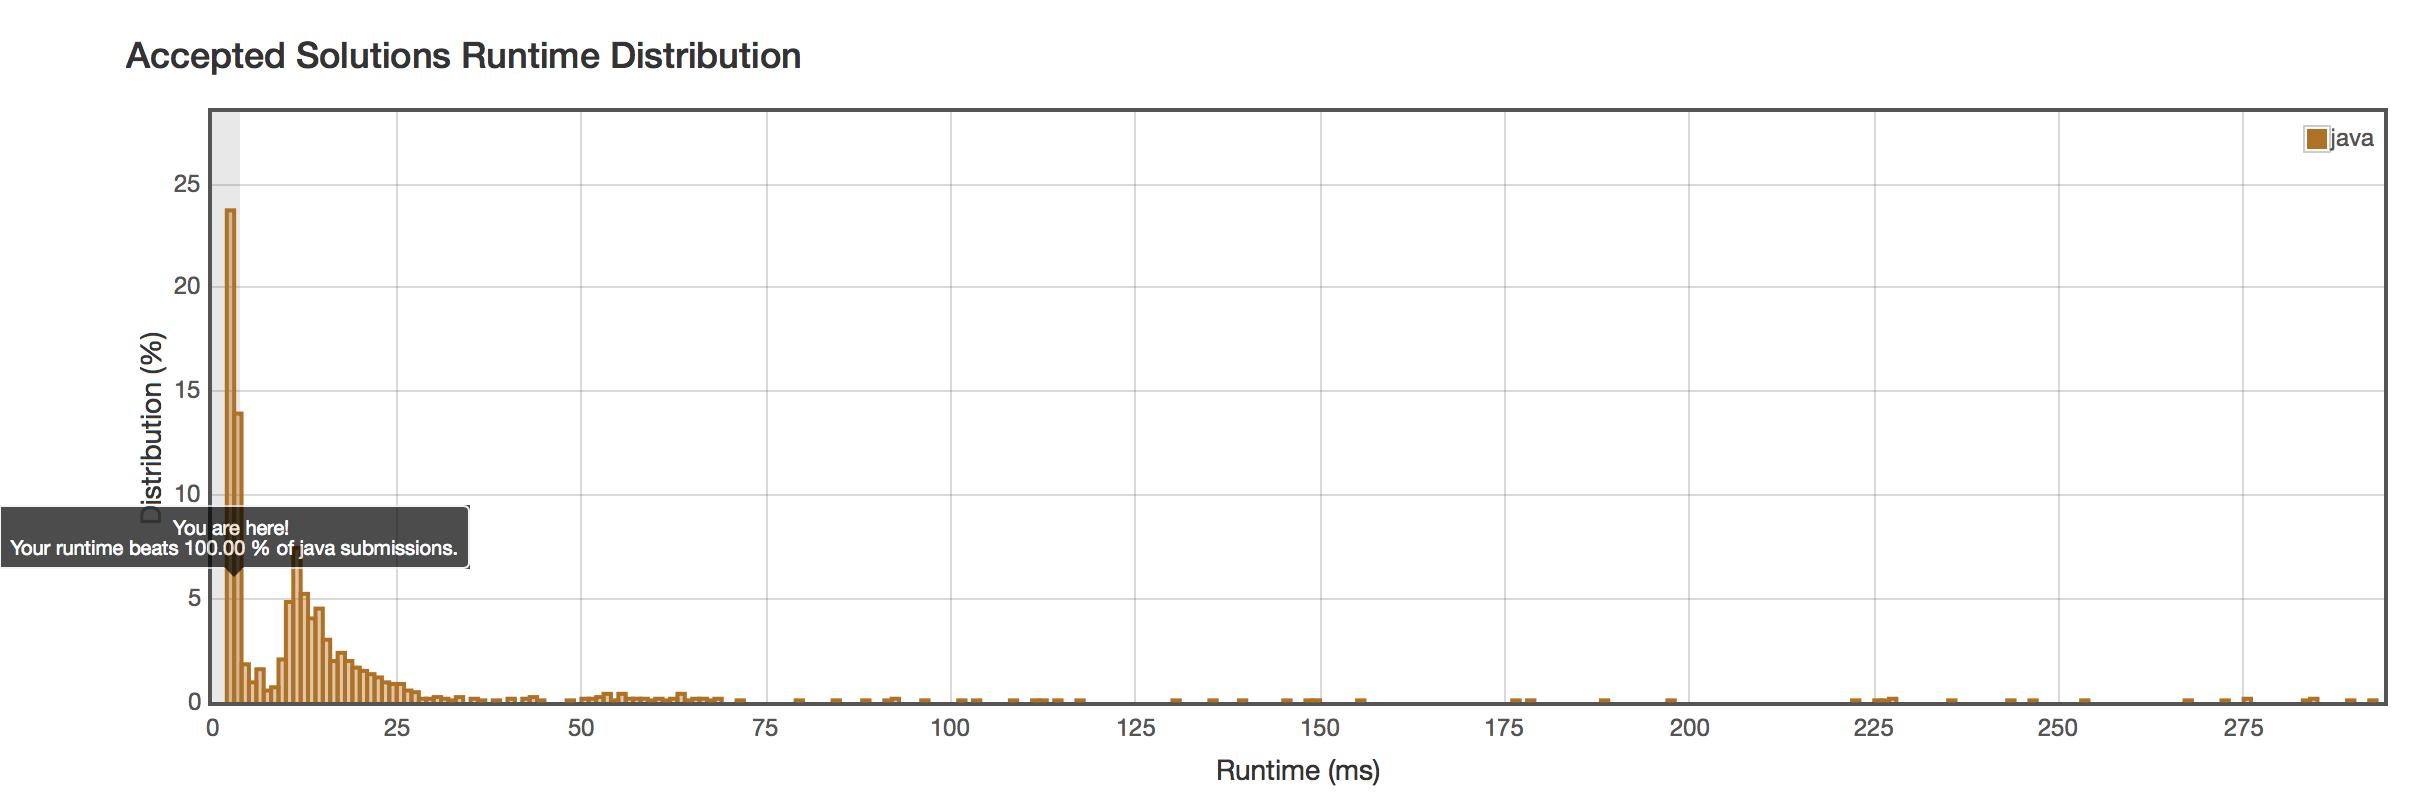 Accepted Solutions Runtime Distribution
java
25
20
15
10
5
0
Distribution (%)
You are here!
Your runtime beats 100.00 % of java submissions.
0 25 50 75 100 125 150 175 200 225 250 275
Runtime (ms)